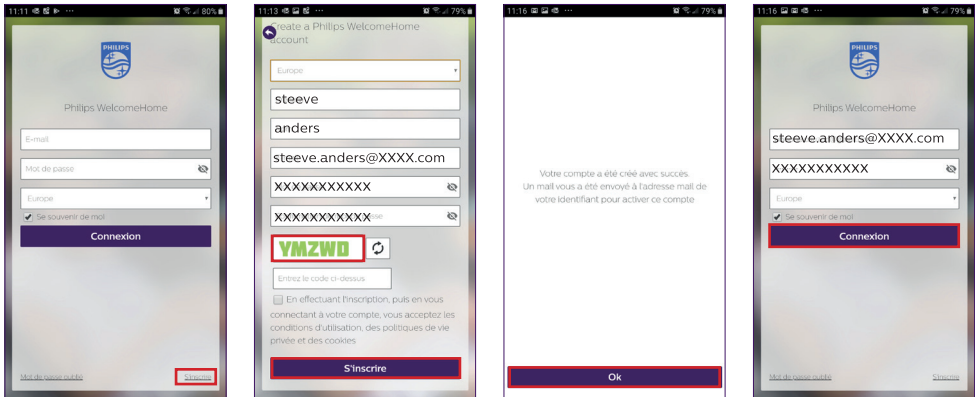 11:11 ··· 80%
PHILIPS
Philips WelcomeHome
E-mail
Mot de passe
Europe
Se souvenir de moi
Connexion
Mot de passe oublié
S'inscrire
11:13 ··· 79%
Create a Philips WelcomeHome
account
Europe
steeve
anders
steeve.anders@XXXX.com
XXXXXXXXXXX
XXXXXXXXXXX
YMZWD
Entrez le code ci-dessus
En effectuant l'inscription, puis en vous
connectant à votre compte, vous acceptez les
conditions d'utilisation, des politiques de vie
privée et des cookies
S'inscrire
11:16 ··· 79%
Votre compte a été créé avec succès.
Un mail vous a été envoyé à l'adresse mail de
votre identifiant pour activer ce compte
Ok
11:16 ··· 79%
PHILIPS
Philips WelcomeHome
steeve.anders@XXXX.com
XXXXXXXXXXX
Europe
Se souvenir de moi
Connexion
Mot de passe oublié
S'inscrire